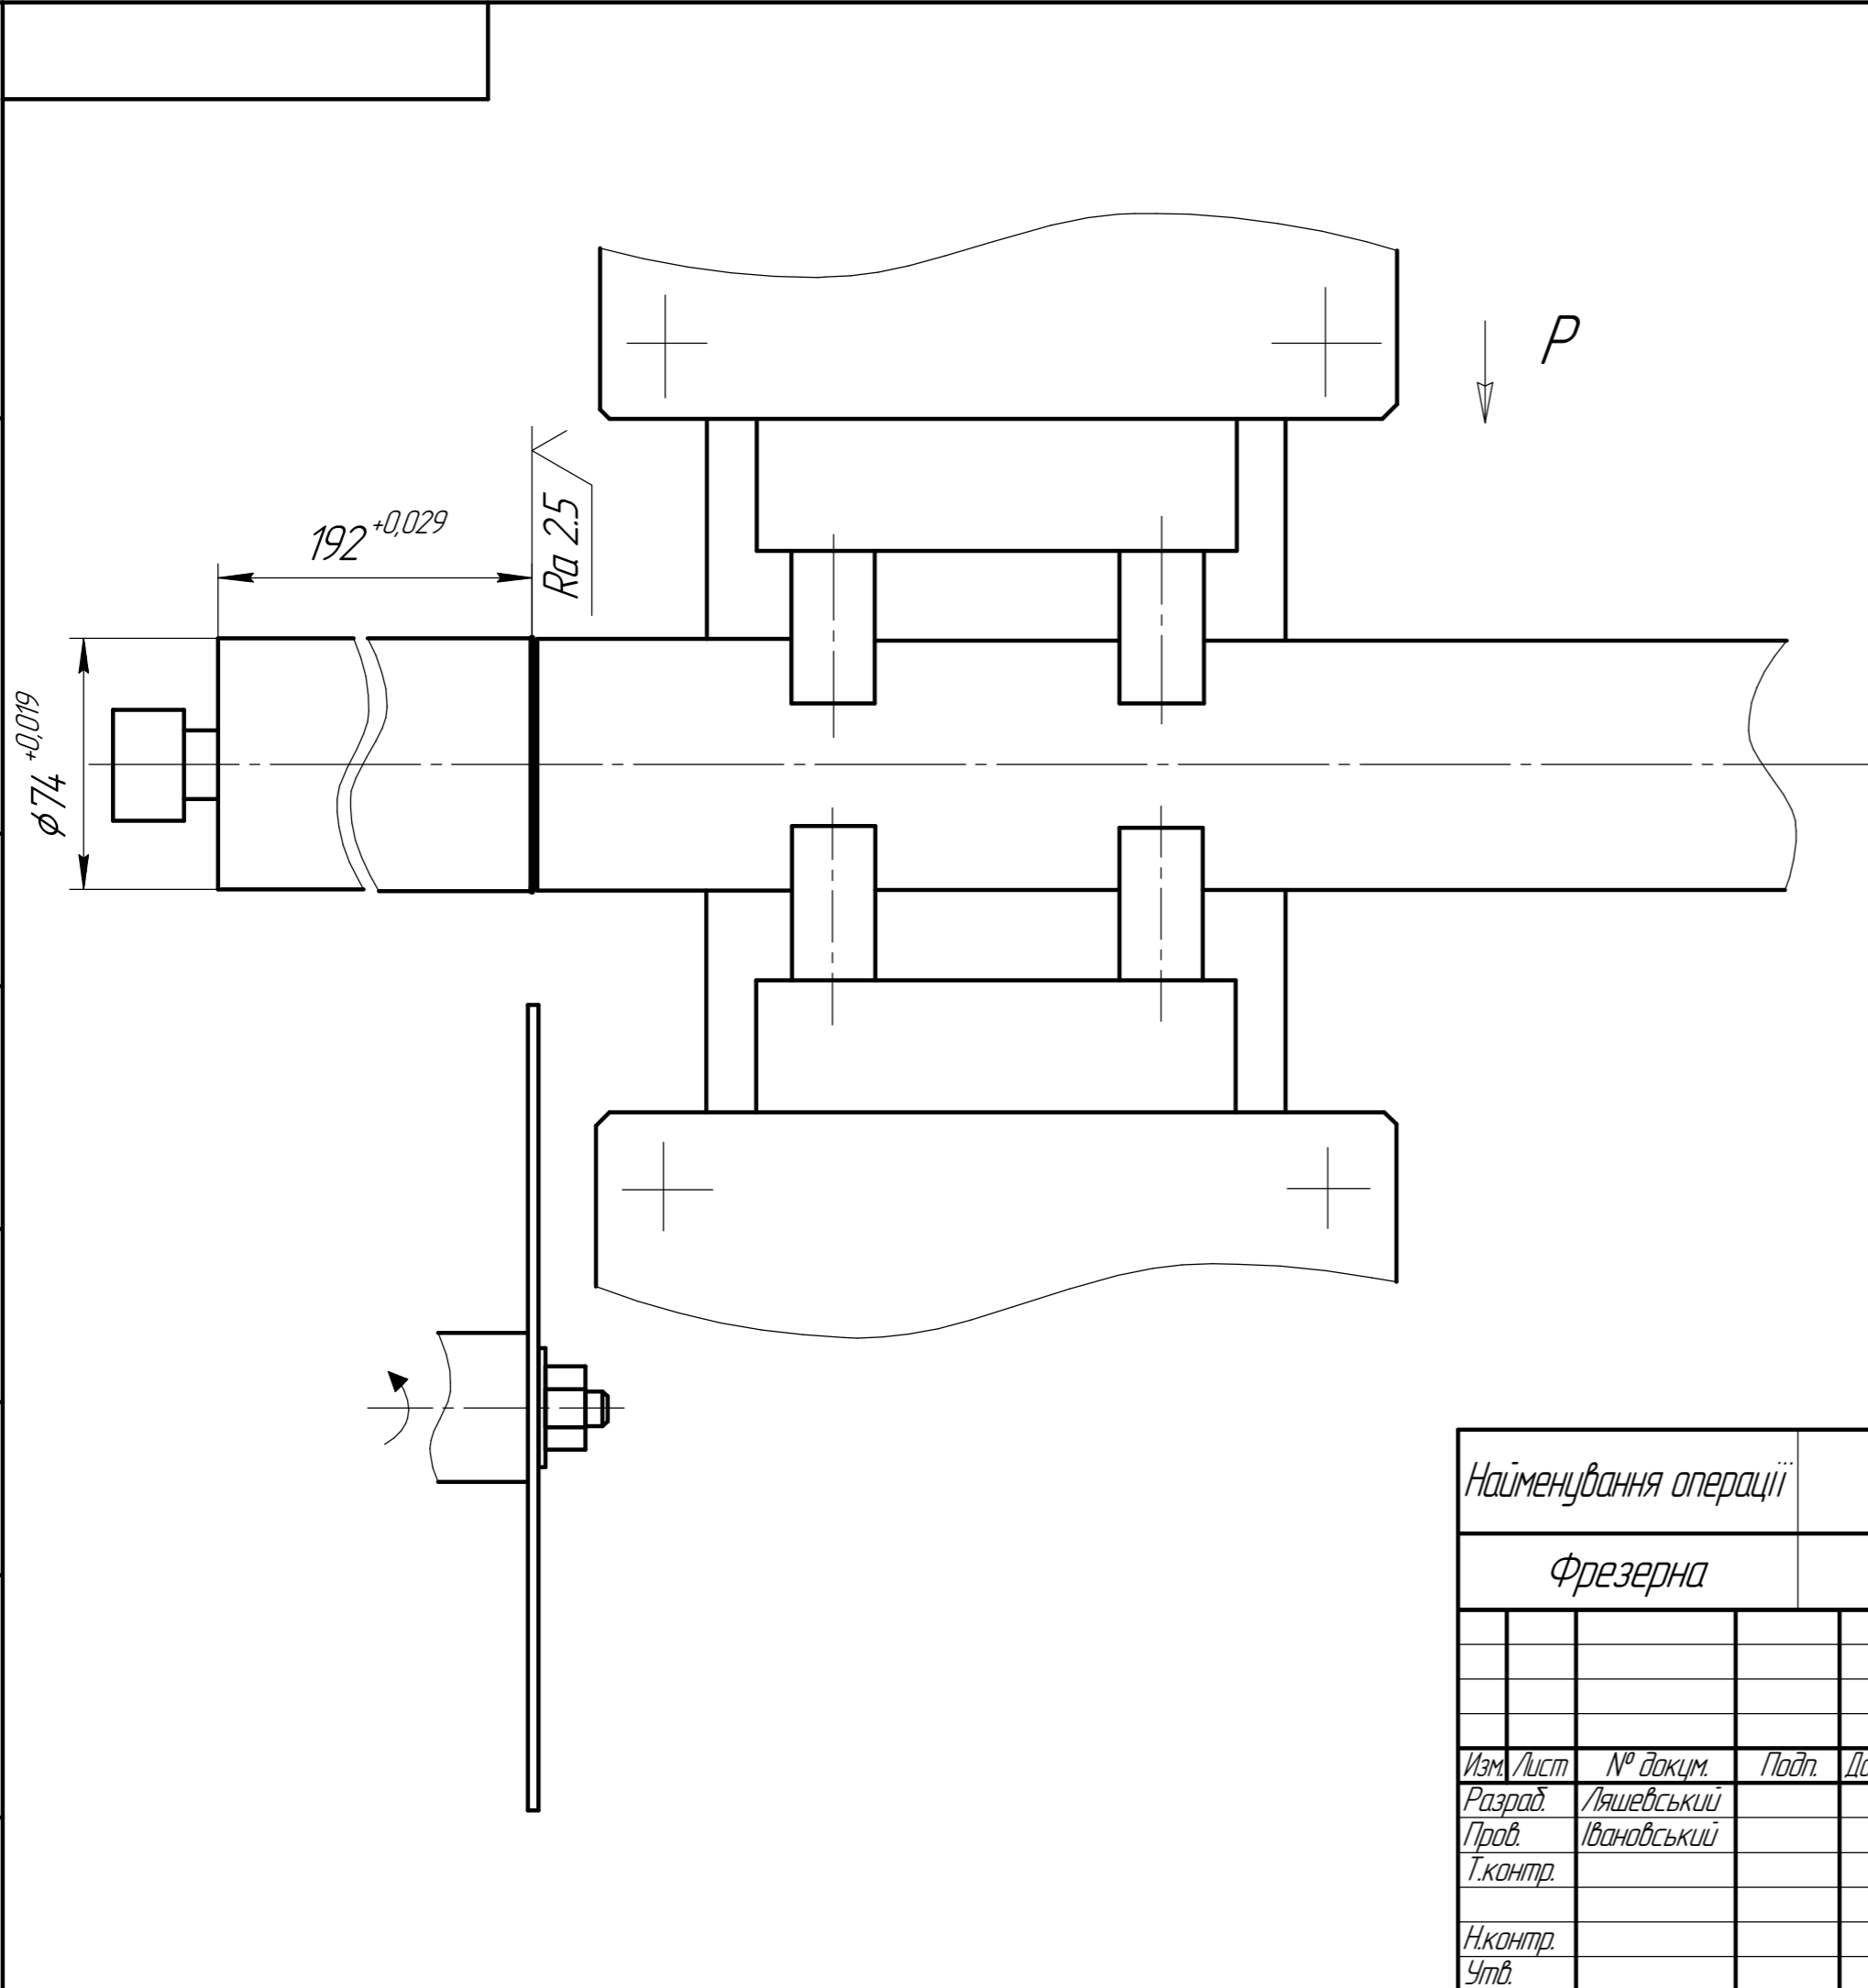 P
192 +0,029
Ra 2.5
⌀74 +0,019
Найменування операції
Фрезерна
Изм. Лист № докум. Подп.
Разраб. Ляшевський
Пров. Івановський
Т.контр.
Н.контр.
Утв.